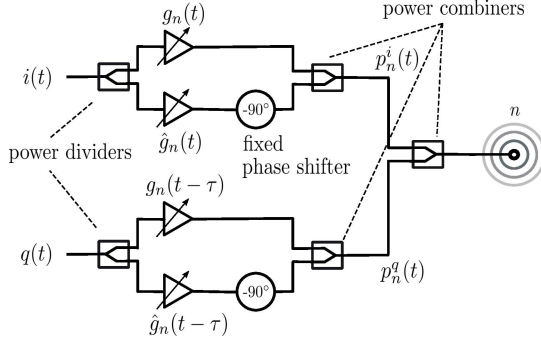 power combiners
g_n(t)
i(t)
-90°
p_n^i(t)
ĝ_n(t)
fixed
phase shifter
n
power dividers
g_n(t − τ)
q(t)
-90°
p_n^q(t)
ĝ_n(t − τ)